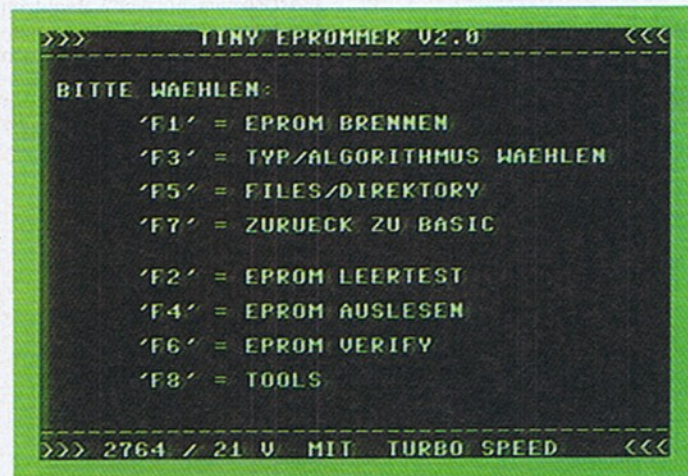 >>> TINY EPROMMER V2.0 <<<
BITTE WAEHLEN:
'F1' = EPROM BRENNEN
'F3' = TYP/ALGORITHMUS WAEHLEN
'F5' = FILES/DIREKTORY
'F7' = ZURUECK ZU BASIC
'F2' = EPROM LEERTEST
'F4' = EPROM AUSLESEN
'F6' = EPROM VERIFY
'F8' = TOOLS
>>> 2764 / 21 V MIT TURBO SPEED <<<